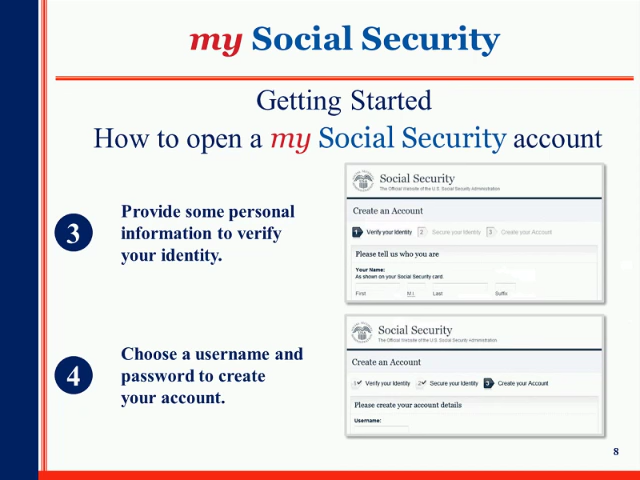 my Social Security
Getting Started
How to open a my Social Security account
3
Provide some personal
information to verify
your identity.
Social Security
The Official Website of the U.S. Social Security Administration
Create an Account
1 Verify your Identity 2 Secure your Identity 3 Create your Account
Please tell us who you are
Your Name:
As shown on your Social Security card.
First M.I. Last Suffix
4
Choose a username and
password to create
your account.
Social Security
The Official Website of the U.S. Social Security Administration
Create an Account
1 Verify your Identity 2 Secure your Identity 3 Create your Account
Please create your account details
Username:
8